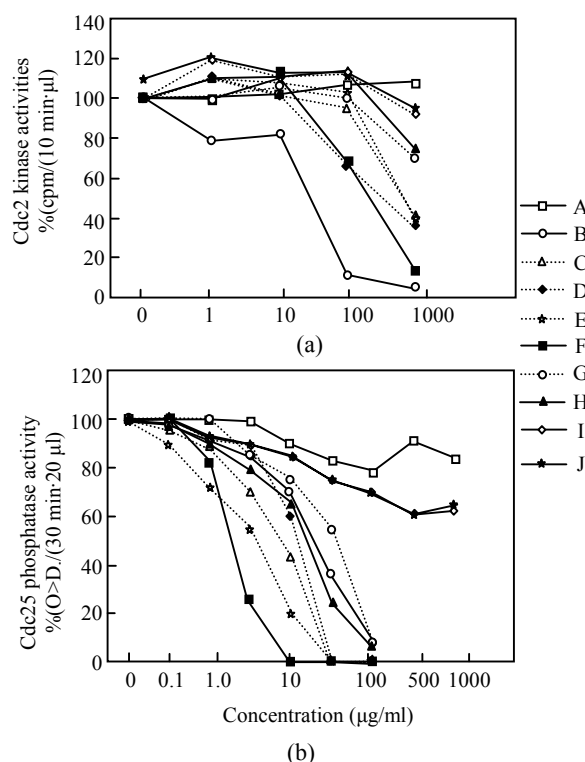 140
120
100
80
60
40
20
0
Cdc2 kinase activities
%(cpm/(10 min·µl)
0 1 10 100 1000
(a)
A
B
C
D
E
F
G
H
I
J
120
100
80
60
40
20
0
Cdc25 phosphatase activity
%(O>D./(30 min·20 µl)
0 0.1 1.0 10 100 500 1000
Concentration (µg/ml)
(b)